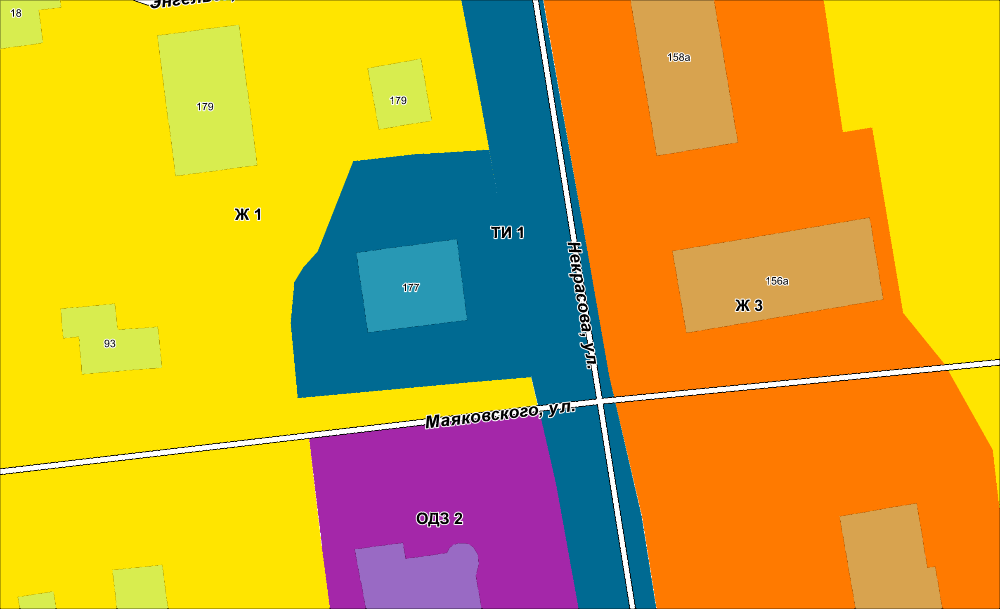 18
179
179
158а
Ж 1
ТИ 1
Некрасова, ул.
156а
Ж 3
177
93
Маяковского, ул.
ОДЗ 2